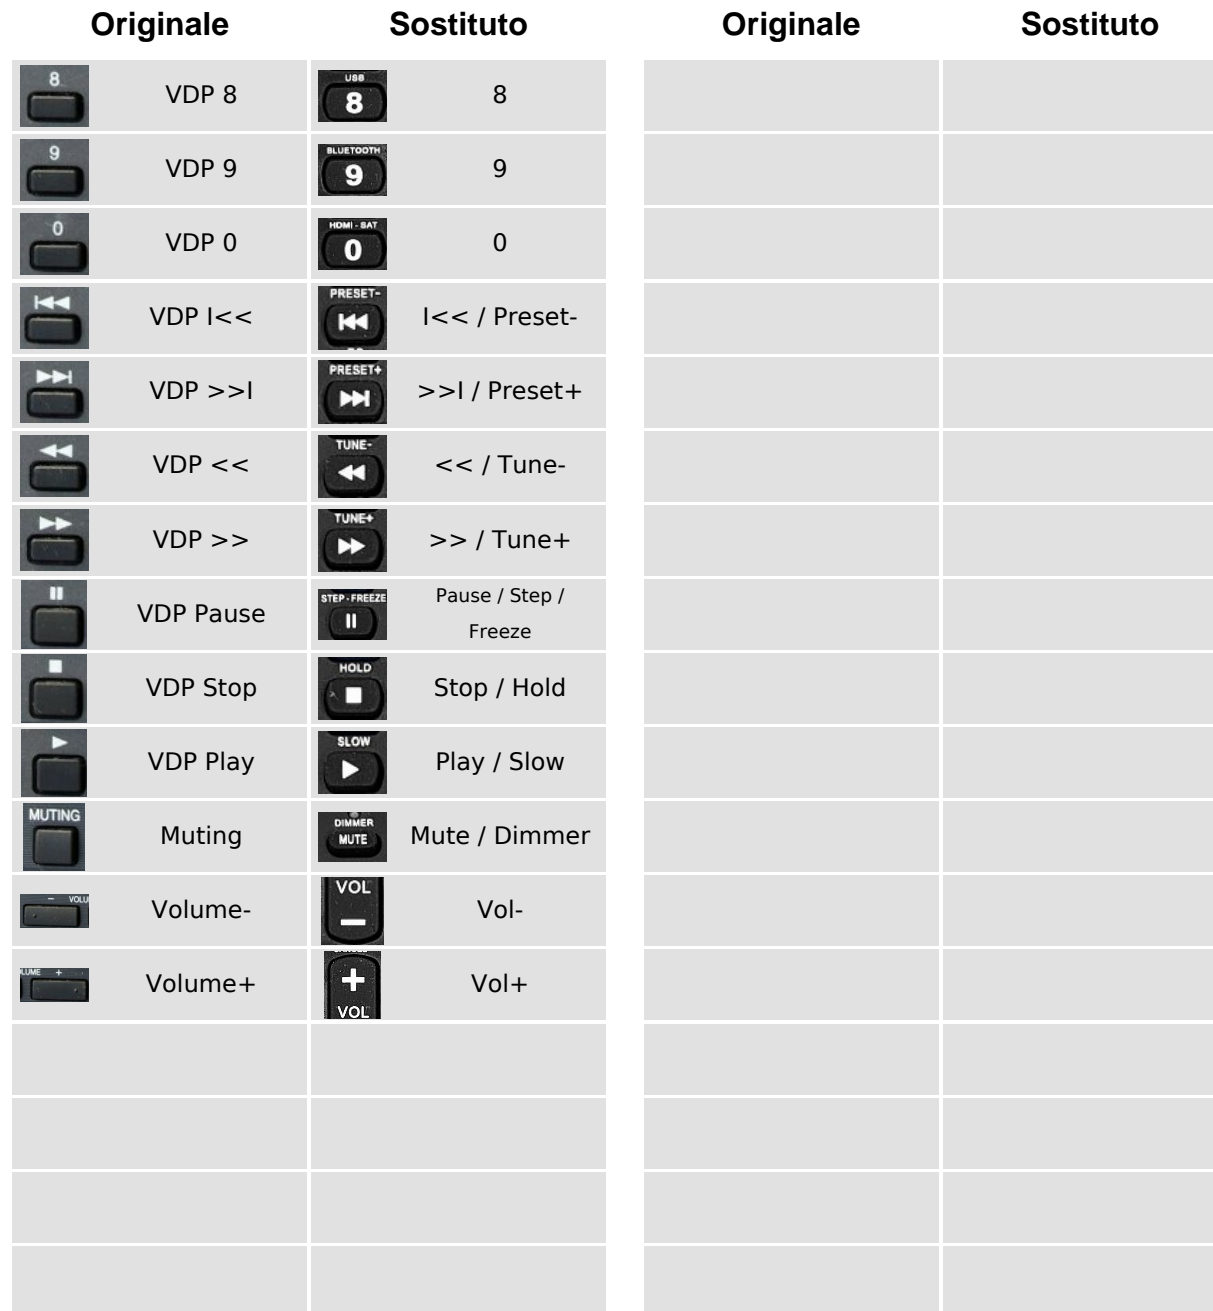 Originale Sostituto Originale Sostituto
8 VDP 8 USB 8 8
9 VDP 9 BLUETOOTH 9 9
0 VDP 0 HDMI - SAT 0 0
VDP I<< PRESET- I<< / Preset-
VDP >>I PRESET+ >>I / Preset+
VDP << TUNE- << / Tune-
VDP >> TUNE+ >> / Tune+
VDP Pause STEP - FREEZE Pause / Step /
Freeze
VDP Stop HOLD Stop / Hold
VDP Play SLOW Play / Slow
MUTING Muting DIMMER MUTE Mute / Dimmer
- VOLU Volume- VOL - Vol-
LUME + Volume+ + VOL Vol+